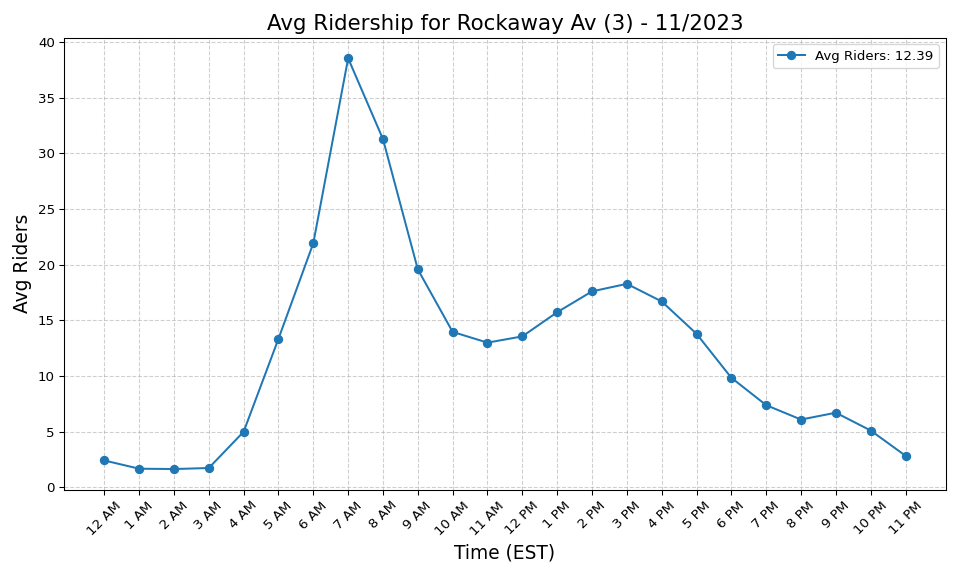 Avg Ridership for Rockaway Av (3) - 11/2023
Avg Riders: 12.39
Avg Riders
40
35
30
25
20
15
10
5
0
12 AM
1 AM
2 AM
3 AM
4 AM
5 AM
6 AM
7 AM
8 AM
9 AM
10 AM
11 AM
12 PM
1 PM
2 PM
3 PM
4 PM
5 PM
6 PM
7 PM
8 PM
9 PM
10 PM
11 PM
Time (EST)